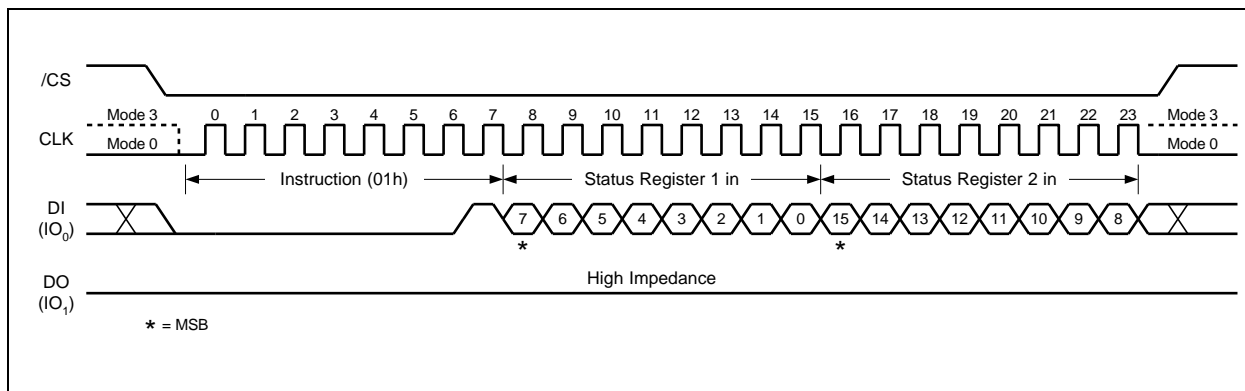 /CS
Mode 3 0 1 2 3 4 5 6 7 8 9 10 11 12 13 14 15 16 17 18 19 20 21 22 23 Mode 3
CLK
Mode 0 Mode 0
Instruction (01h) Status Register 1 in Status Register 2 in
DI
(IO0) 7 6 5 4 3 2 1 0 15 14 13 12 11 10 9 8
* *
DO High Impedance
(IO1)
* = MSB